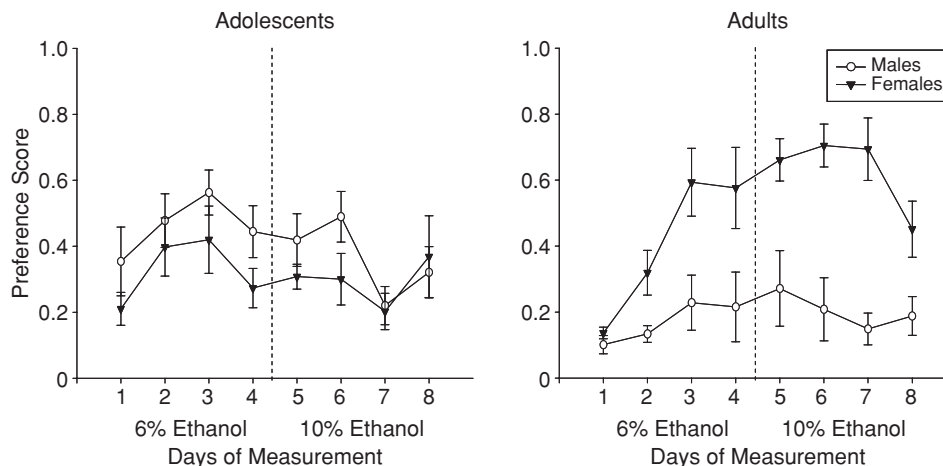 Adolescents
Adults
1.0
0.8
0.6
0.4
0.2
0
Preference Score
1 2 3 4 5 6 7 8
6% Ethanol 10% Ethanol
Days of Measurement
1.0
0.8
0.6
0.4
0.2
0
Males
Females
1 2 3 4 5 6 7 8
6% Ethanol 10% Ethanol
Days of Measurement